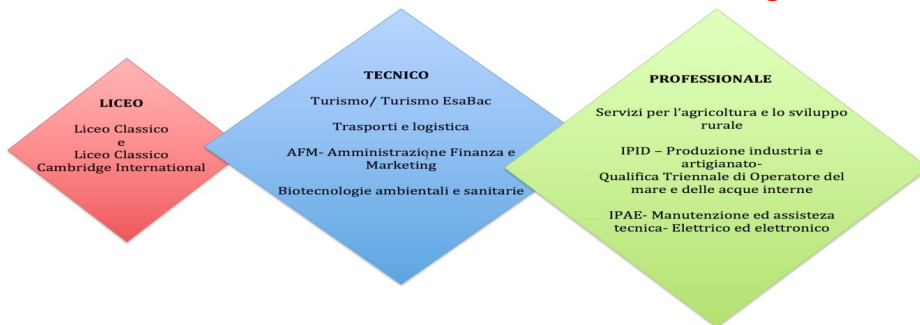 LICEO
Liceo Classico
e
Liceo Classico
Cambridge International
TECNICO
Turismo/ Turismo EsaBac
Trasporti e logistica
AFM- Amministrazione Finanza e
Marketing
Biotecnologie ambientali e sanitarie
PROFESSIONALE
Servizi per l'agricoltura e lo sviluppo
rurale
IPID – Produzione industria e
artigianato-
Qualifica Triennale di Operatore del
mare e delle acque interne
IPAE- Manutenzione ed assisteza
tecnica- Elettrico ed elettronico